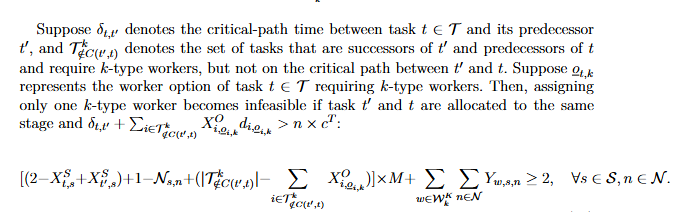 Suppose δ_{t,t′} denotes the critical-path time between task t ∈ 𝒯 and its predecessor
t′, and 𝒯^k_{∉C(t′,t)} denotes the set of tasks that are successors of t′ and predecessors of t
and require k-type workers, but not on the critical path between t′ and t. Suppose o̲_{t,k}
represents the worker option of task t ∈ 𝒯 requiring k-type workers. Then, assigning
only one k-type worker becomes infeasible if task t′ and t are allocated to the same
stage and δ_{t,t′} + ∑_{i∈𝒯^k_{∉C(t′,t)}} X^O_{i,o̲_{i,k}} d_{i,o̲_{i,k}} > n × c^T:
[(2−X^S_{t,s}+X^S_{t′,s})+1−𝒩_{s,n}+(|𝒯^k_{∉C(t′,t)}|− ∑_{i∈𝒯^k_{∉C(t′,t)}} X^O_{i,o̲_{i,k}})]×M+ ∑_{w∈𝒲^K_k} ∑_{n∈𝒩} Y_{w,s,n} ≥ 2, ∀s ∈ 𝒮, n ∈ 𝒩.